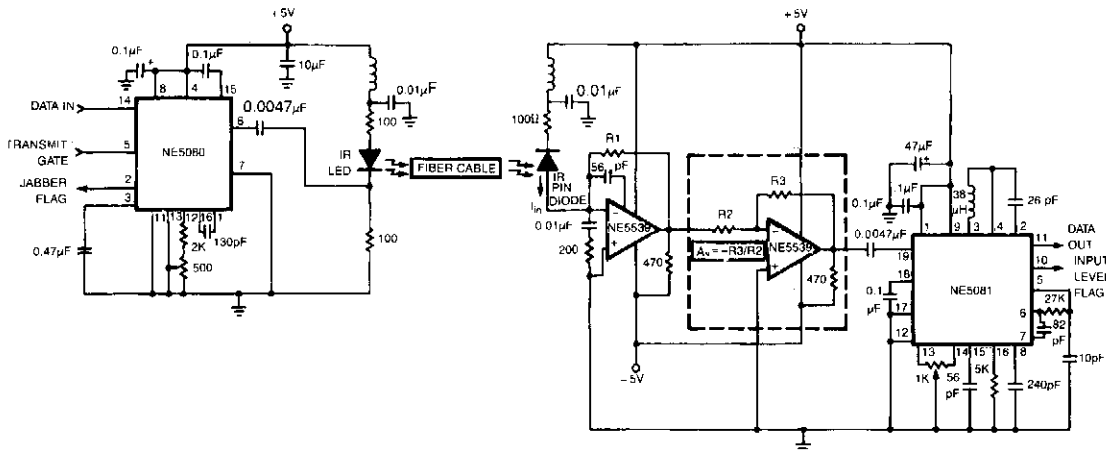 +5V
0.1µF
+
0.1µF
8
4
15
10µF
0.01µF
DATA IN
14
0.0047µF
6
100
TRANSMIT
GATE
5
NE5080
7
IR
LED
JABBER
FLAG
2
3
11
13
12
16
1
2K
130pF
0.47µF
500
100
FIBER CABLE
+5V
0.01µF
100Ω
R1
56
pF
IR
PIN
DIODE
Iin
0.01µF
200
−
+
NE5539
470
−5V
R2
R3
−
NE5539
Av = −R3/R2
+
470
47µF
+
.1µF
0.1µF
38
µH
26 pF
0.0047µF
1
9
3
4
2
19
11
DATA
OUT
18
10
INPUT
LEVEL
FLAG
0.1
µF
NE5081
5
27K
17
6
82
pF
12
7
10pF
13
14
15
16
8
1K
56
pF
5K
240pF